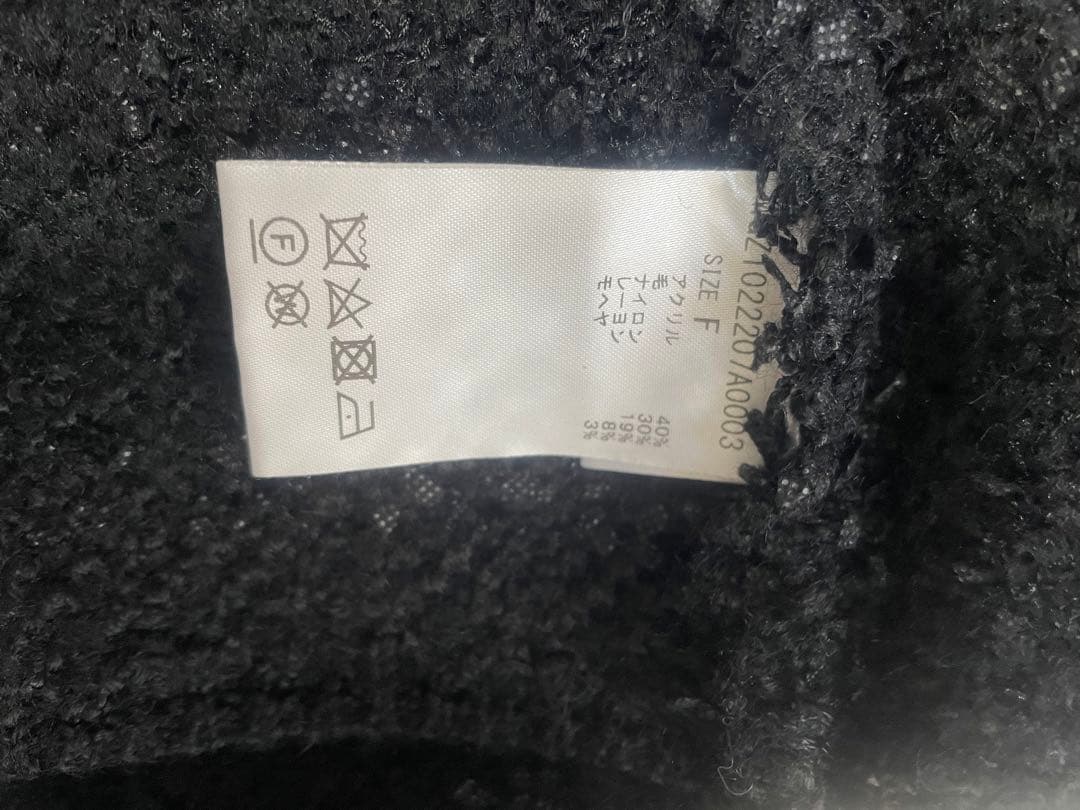 Z1022207A0003
SIZE F
アクリル 40%
毛 30%
ナイロン 19%
レーヨン 8%
モヘヤ 3%
F
W